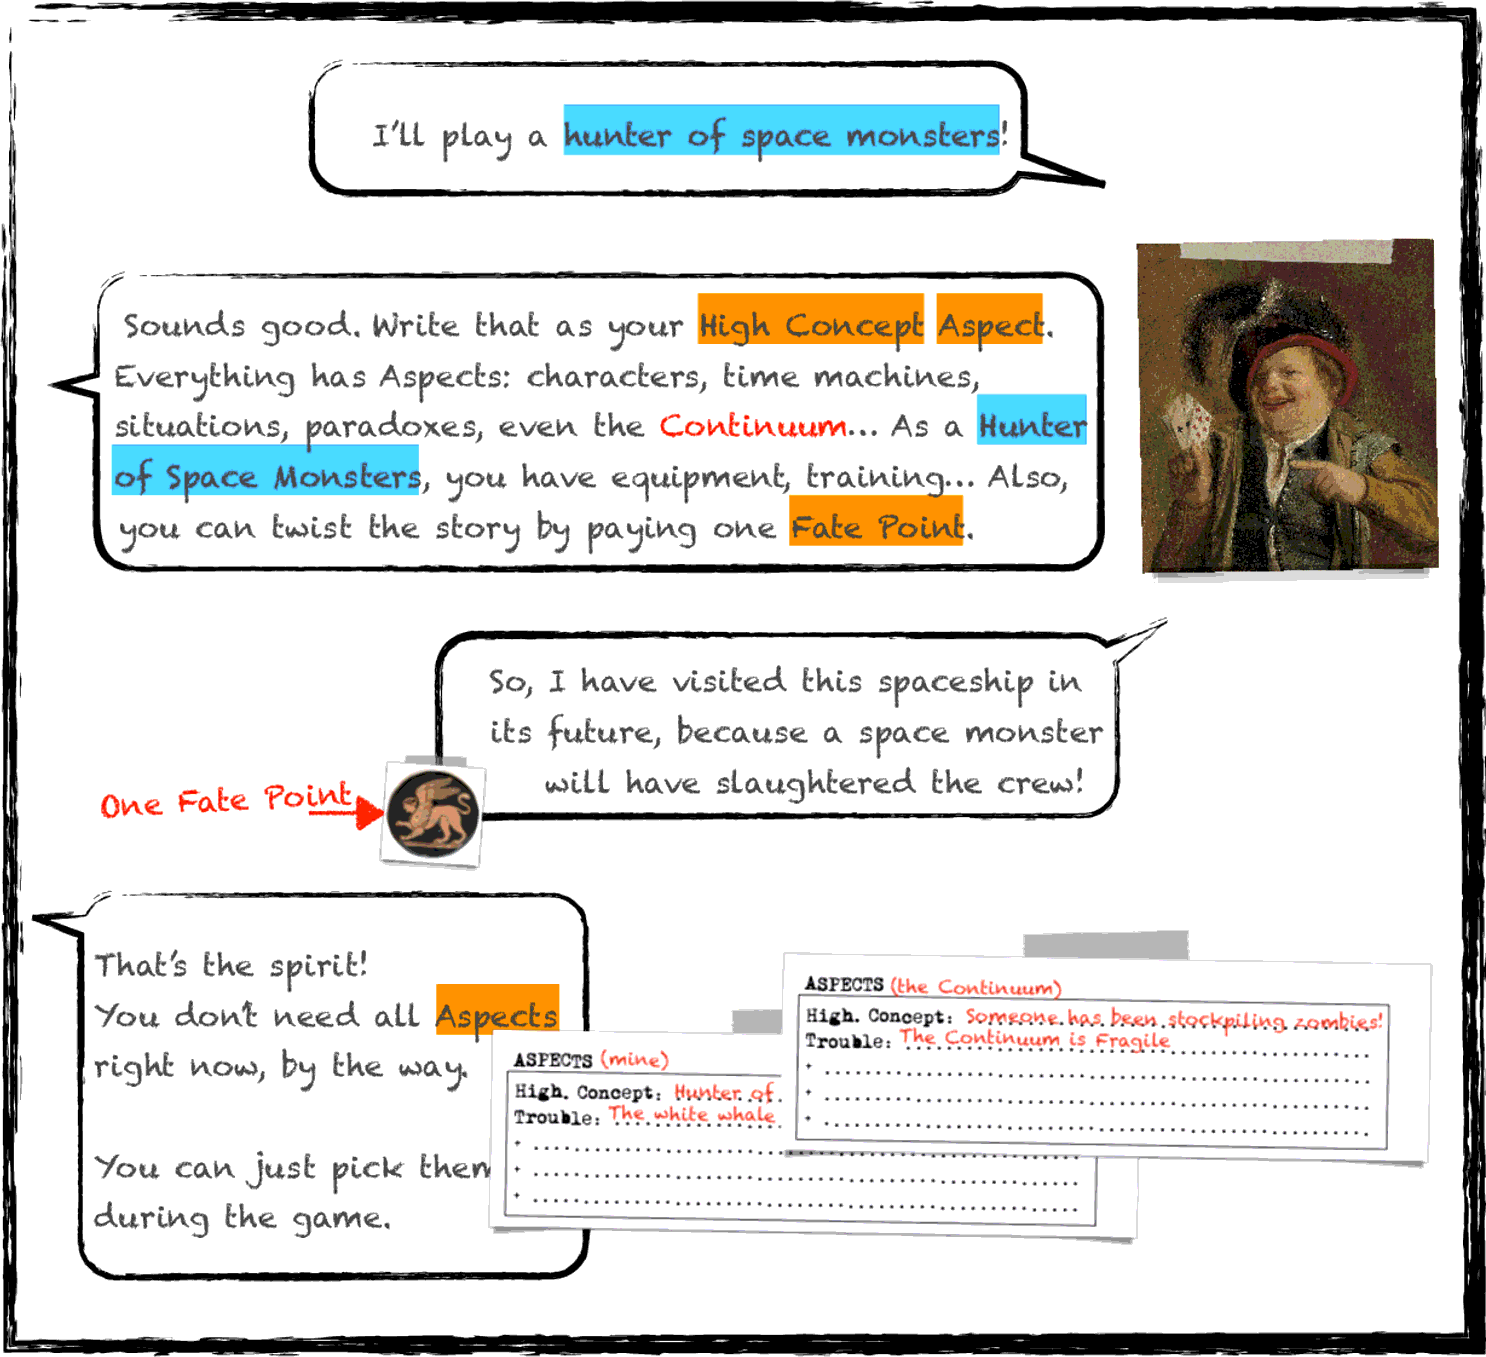 I'll play a hunter of space monsters!
Sounds good. Write that as your High Concept Aspect.
Everything has Aspects: characters, time machines,
situations, paradoxes, even the Continuum... As a Hunter
of Space Monsters, you have equipment, training... Also,
you can twist the story by paying one Fate Point.
So, I have visited this spaceship in
its future, because a space monster
will have slaughtered the crew!
One Fate Point
That's the spirit!
You don't need all Aspects
right now, by the way.
You can just pick them
during the game.
ASPECTS (mine)
High. Concept: Hunter of
Trouble: The white whale
ASPECTS (the Continuum)
High. Concept: Someone has been stockpiling zombies!
Trouble: The Continuum is Fragile